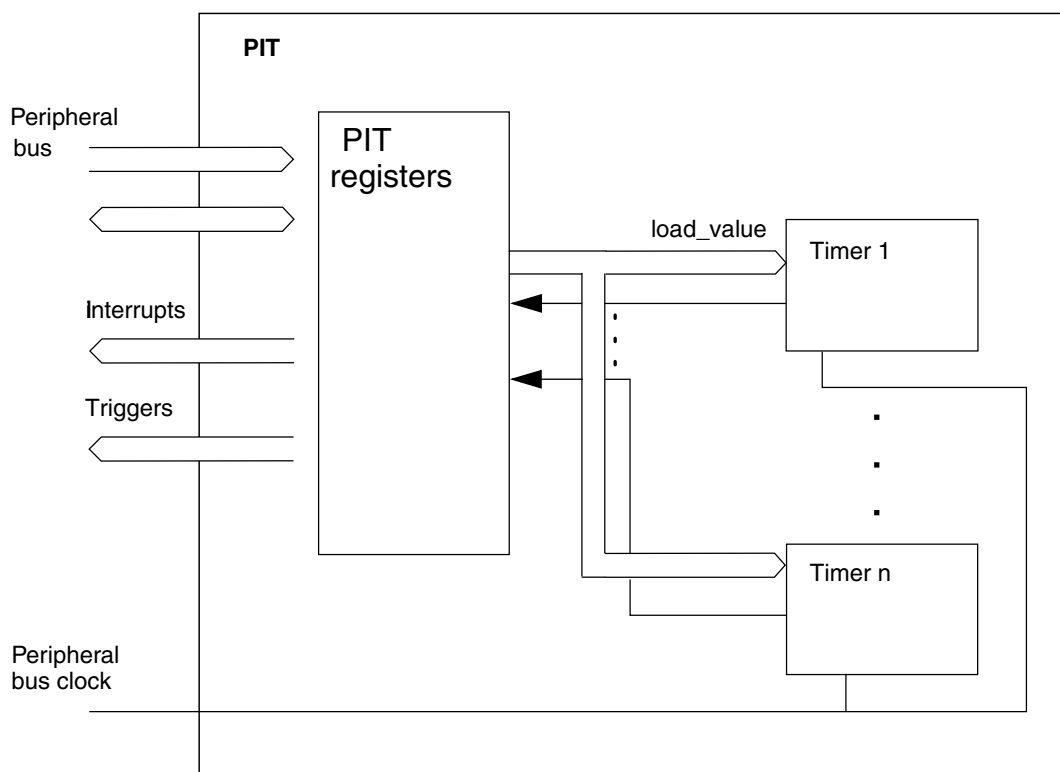 PIT
Peripheral
bus
PIT
registers
load_value
Timer 1
Interrupts
Triggers
Timer n
Peripheral
bus clock